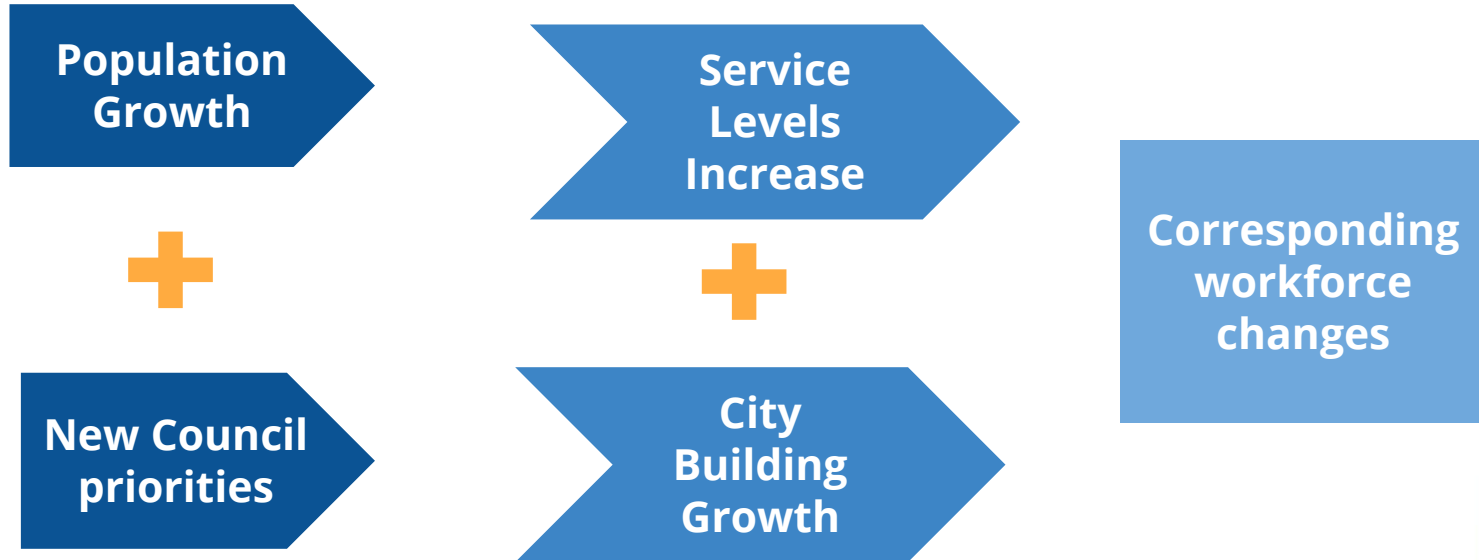 Population
Growth
New Council
priorities
Service
Levels
Increase
City
Building
Growth
Corresponding
workforce
changes